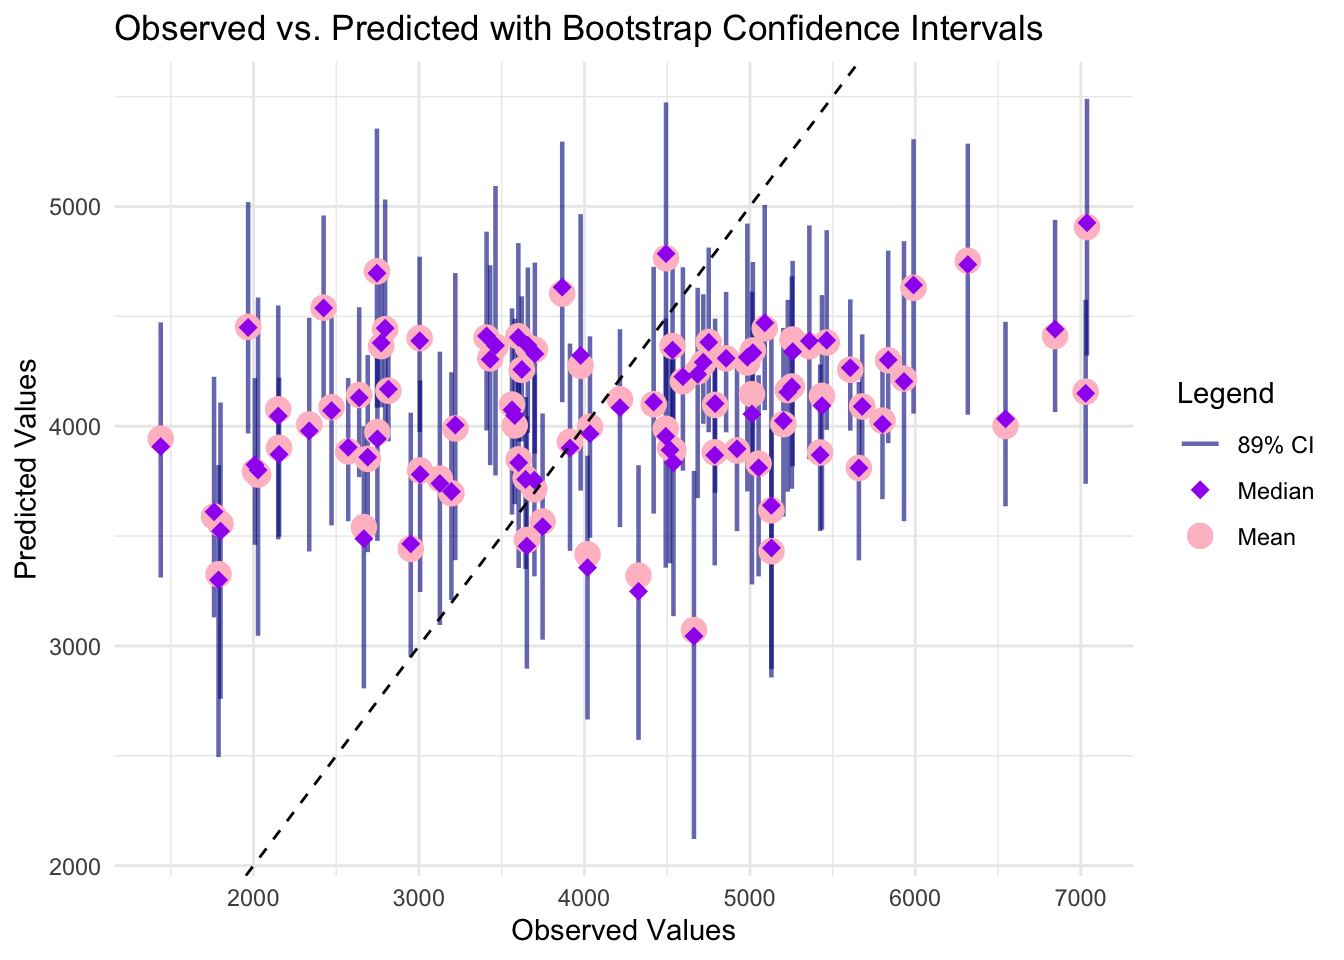 Observed vs. Predicted with Bootstrap Confidence Intervals
Predicted Values
5000
4000
3000
2000
2000 3000 4000 5000 6000 7000
Observed Values
Legend
89% CI
Median
Mean